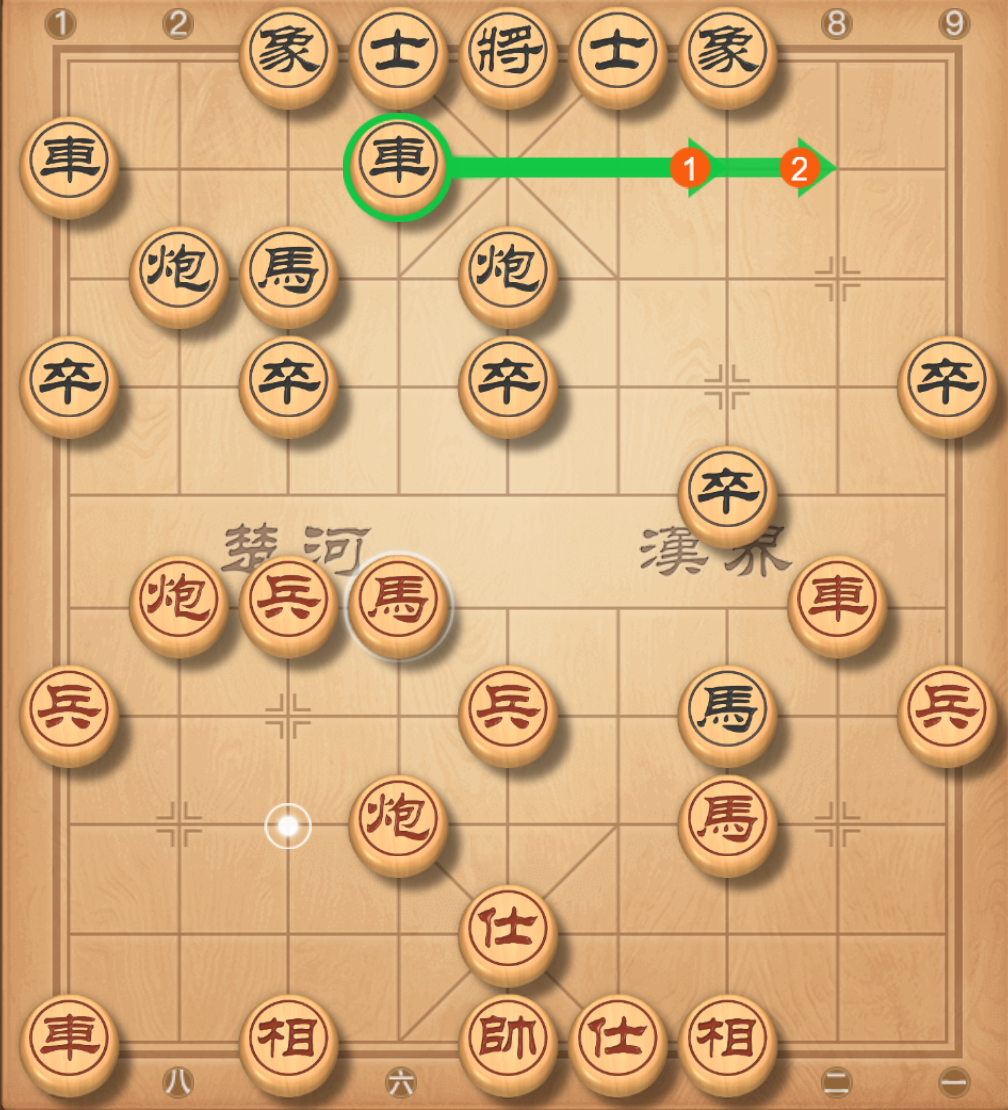 1 2 8 9
象 士 將 士 象
車 車 1 2
炮 馬 炮
卒 卒 卒 卒
卒
楚河 漢界
炮 兵 馬 車
兵 兵 馬 兵
炮 馬
仕
車 相 帥 仕 相
八 六 二 一